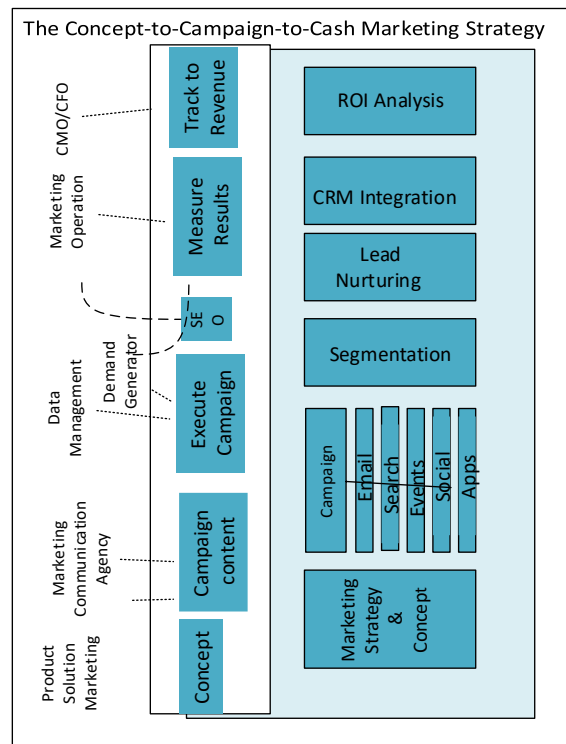 The Concept-to-Campaign-to-Cash Marketing Strategy
CMO/CFO
Marketing
Operation
Demand
Generator
Data
Management
Marketing
Communication
Agency
Product
Solution
Marketing
Track to
Revenue
Measure
Results
SE
O
Execute
Campaign
Campaign
content
Concept
ROI Analysis
CRM Integration
Lead
Nurturing
Segmentation
Campaign
Email
Search
Events
Social
Apps
Marketing
Strategy
&
Concept